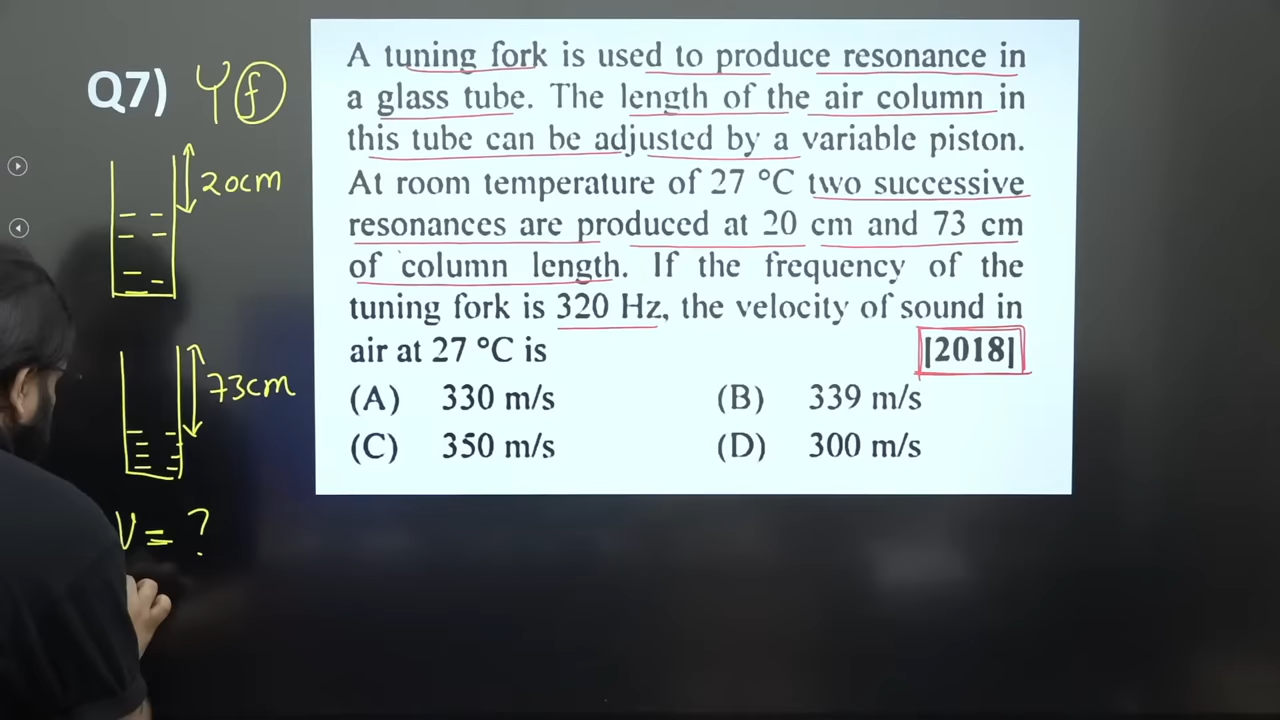 Q7) Y f
20cm
73cm
V = ?
A tuning fork is used to produce resonance in
a glass tube. The length of the air column in
this tube can be adjusted by a variable piston.
At room temperature of 27 °C two successive
resonances are produced at 20 cm and 73 cm
of column length. If the frequency of the
tuning fork is 320 Hz, the velocity of sound in
air at 27 °C is [2018]
(A) 330 m/s (B) 339 m/s
(C) 350 m/s (D) 300 m/s